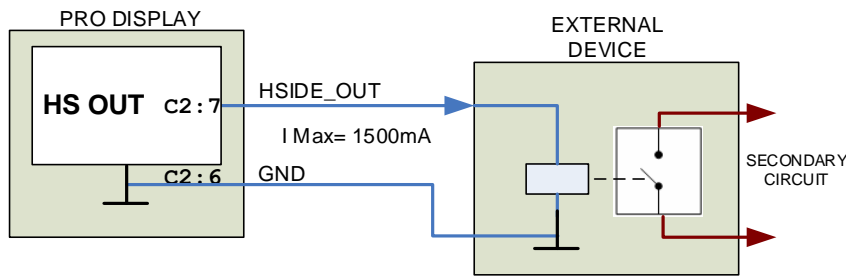 PRO DISPLAY
EXTERNAL
DEVICE
HS OUT C2:7
HSIDE_OUT
I Max= 1500mA
C2:6
GND
SECONDARY
CIRCUIT